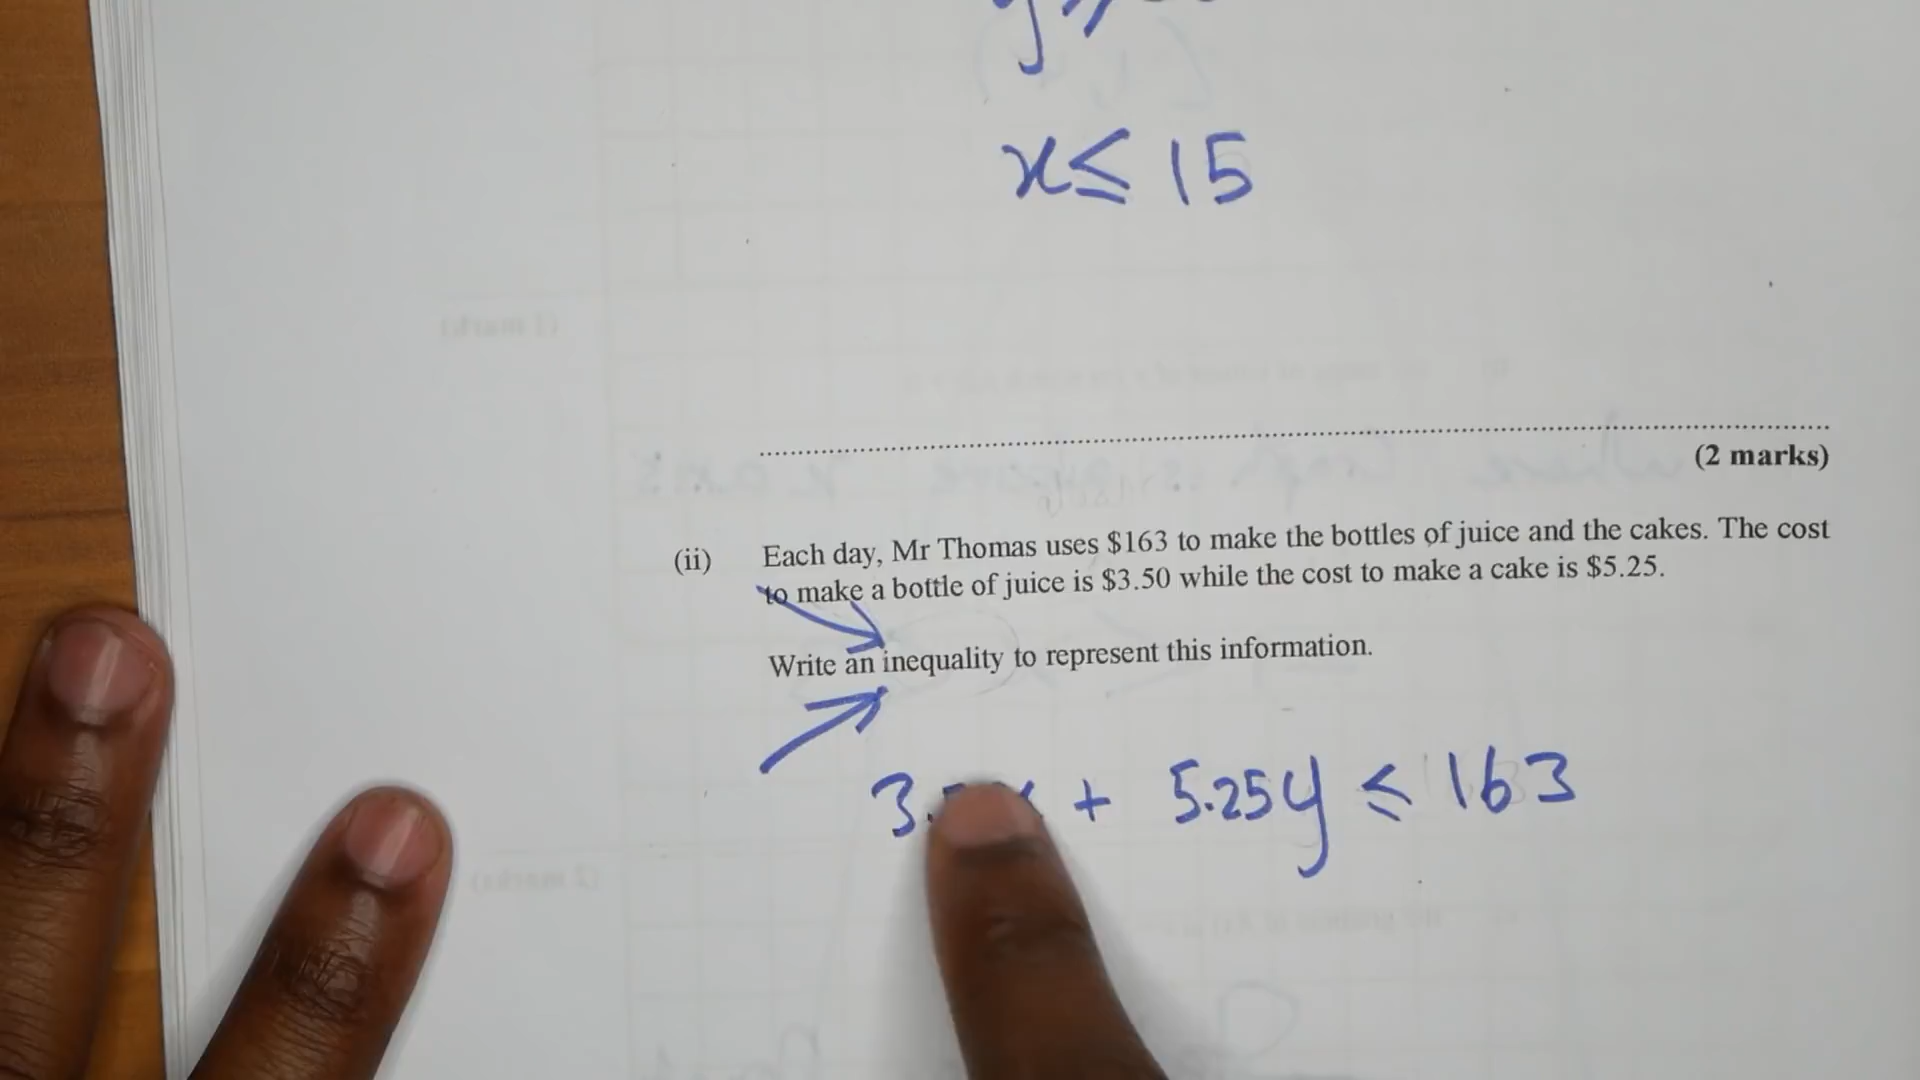 x ≤ 15
(2 marks)
(ii) Each day, Mr Thomas uses $163 to make the bottles of juice and the cakes. The cost
to make a bottle of juice is $3.50 while the cost to make a cake is $5.25.
Write an inequality to represent this information.
3. + 5.25y ≤ 163